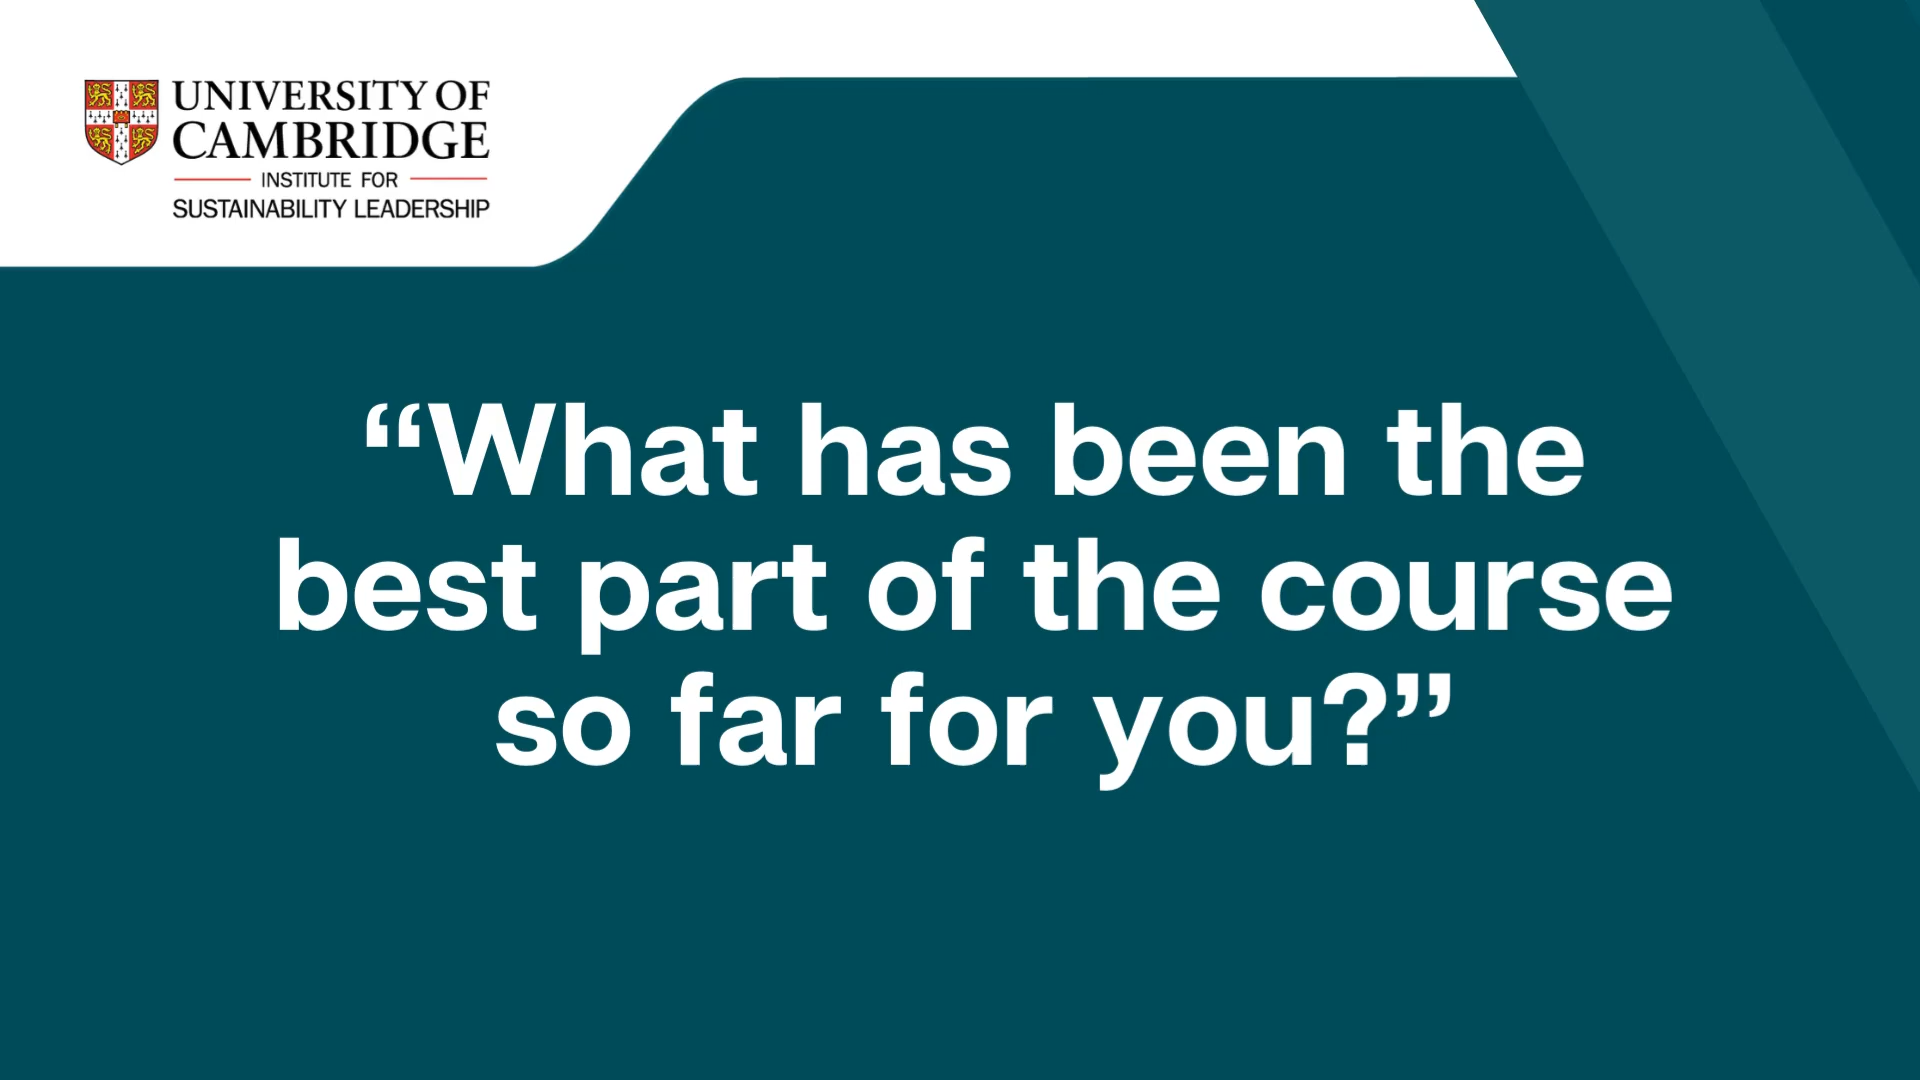 UNIVERSITY OF
CAMBRIDGE
INSTITUTE FOR
SUSTAINABILITY LEADERSHIP
“What has been the
best part of the course
so far for you?”